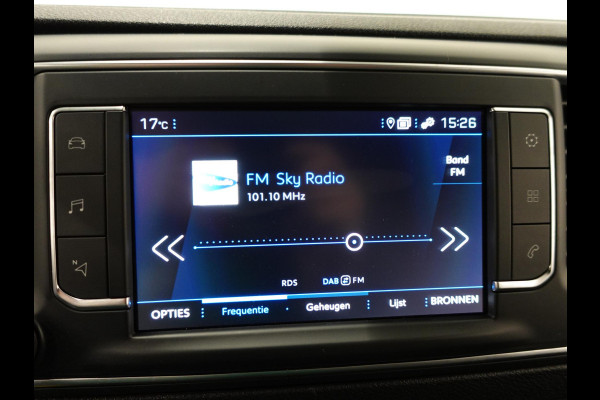 17°C 15:26
Band
FM
FM Sky Radio
101.10 MHz
N
RDS DAB FM
OPTIES Frequentie Geheugen Lijst BRONNEN